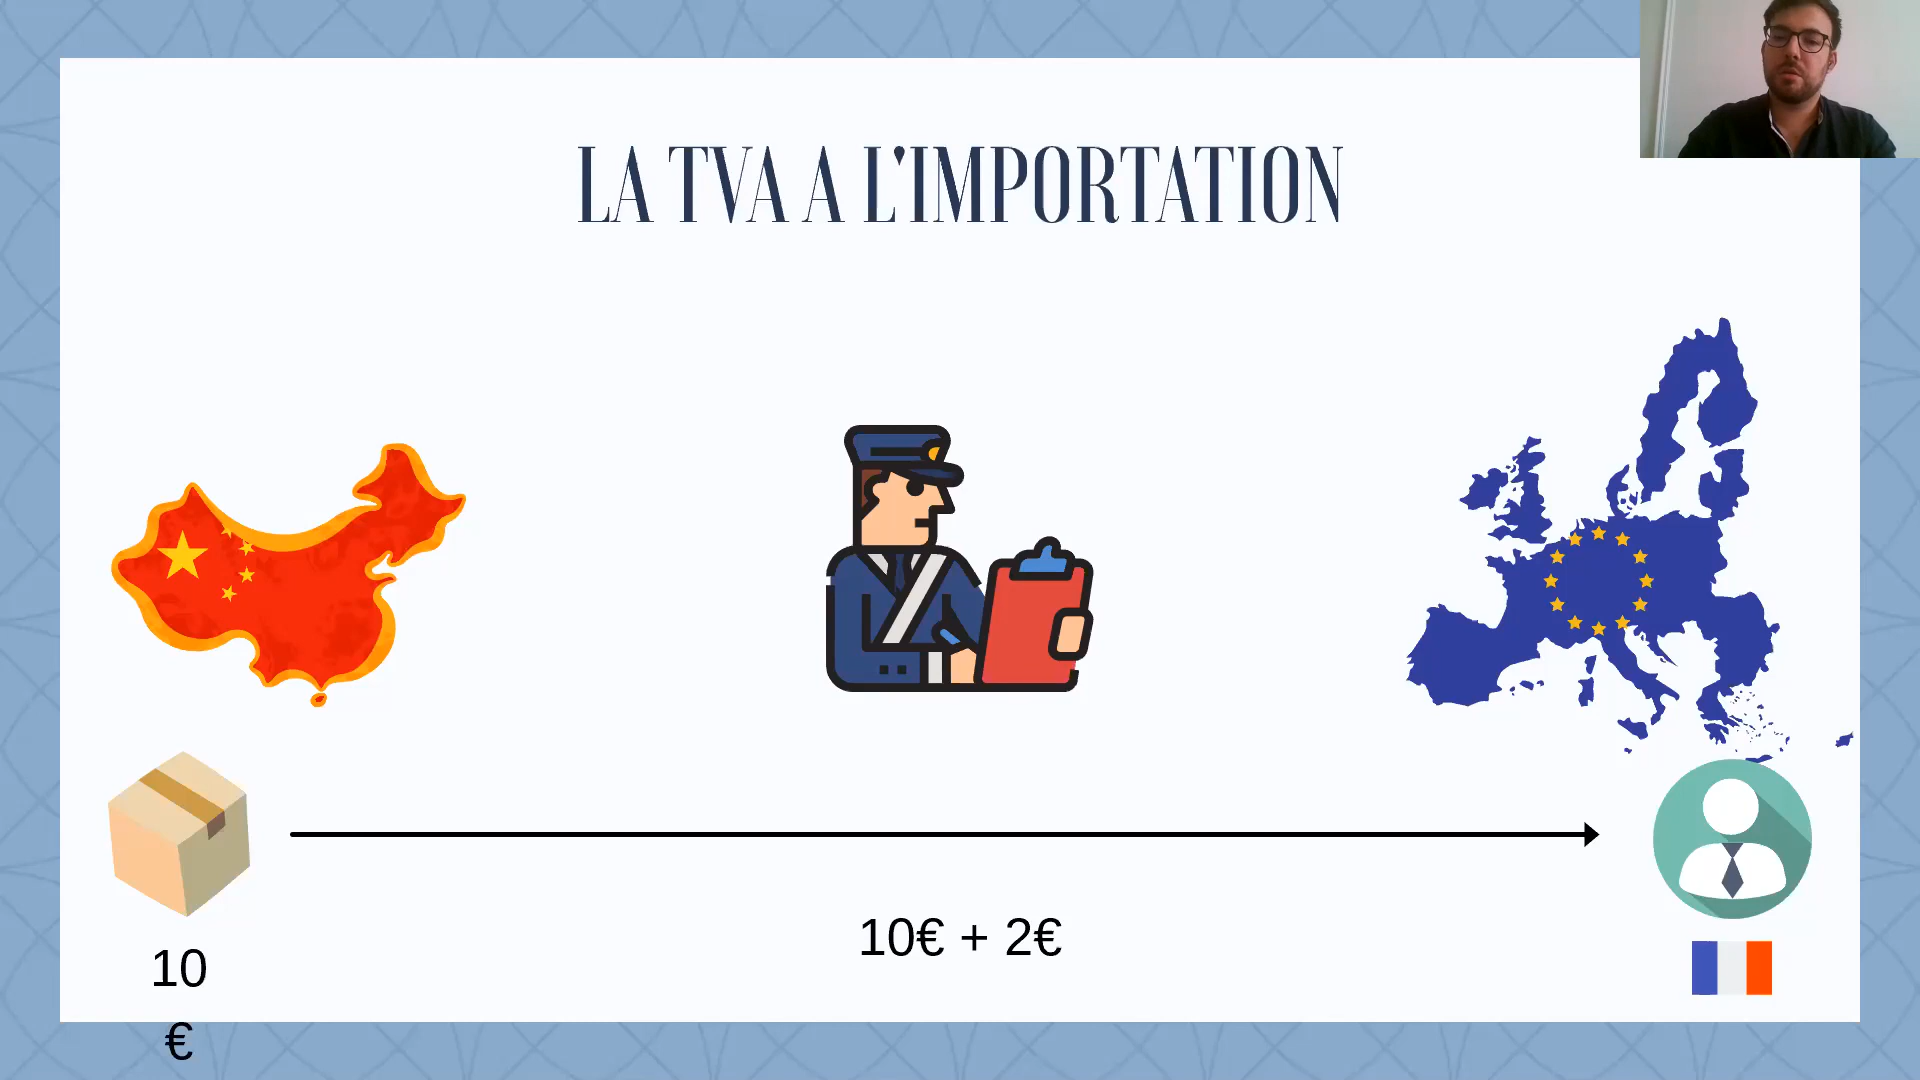 LA TVA A L'IMPORTATION
10€ + 2€
10
€